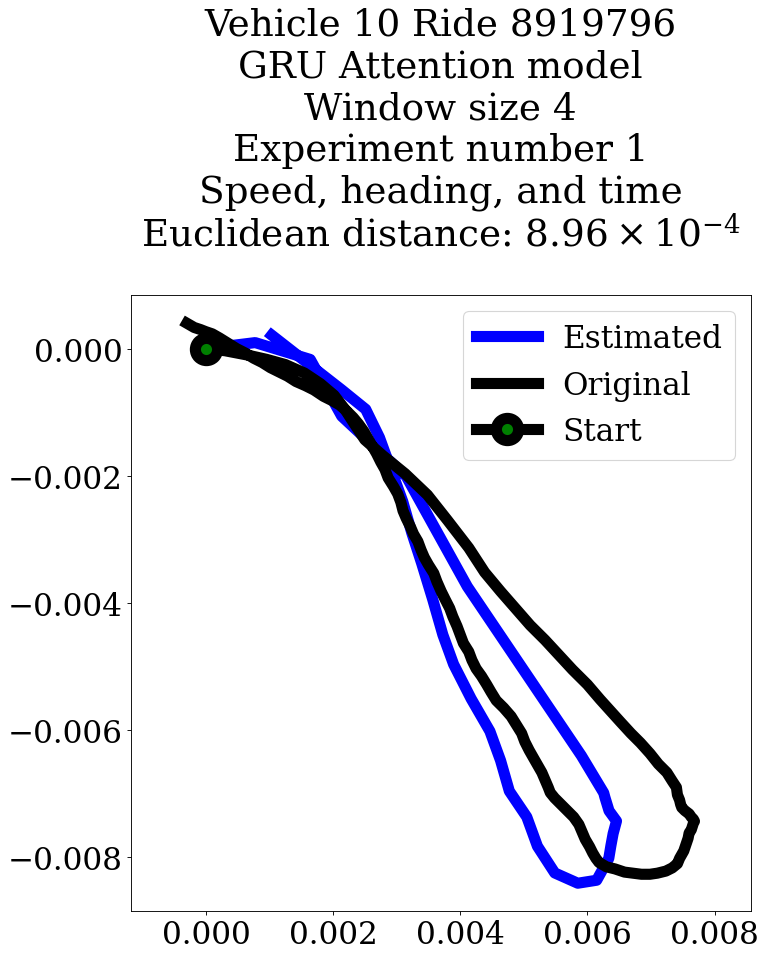 Vehicle 10 Ride 8919796
GRU Attention model
Window size 4
Experiment number 1
Speed, heading, and time
Euclidean distance: 8.96 × 10⁻⁴
Estimated
Original
Start
0.000
−0.002
−0.004
−0.006
−0.008
0.000 0.002 0.004 0.006 0.008